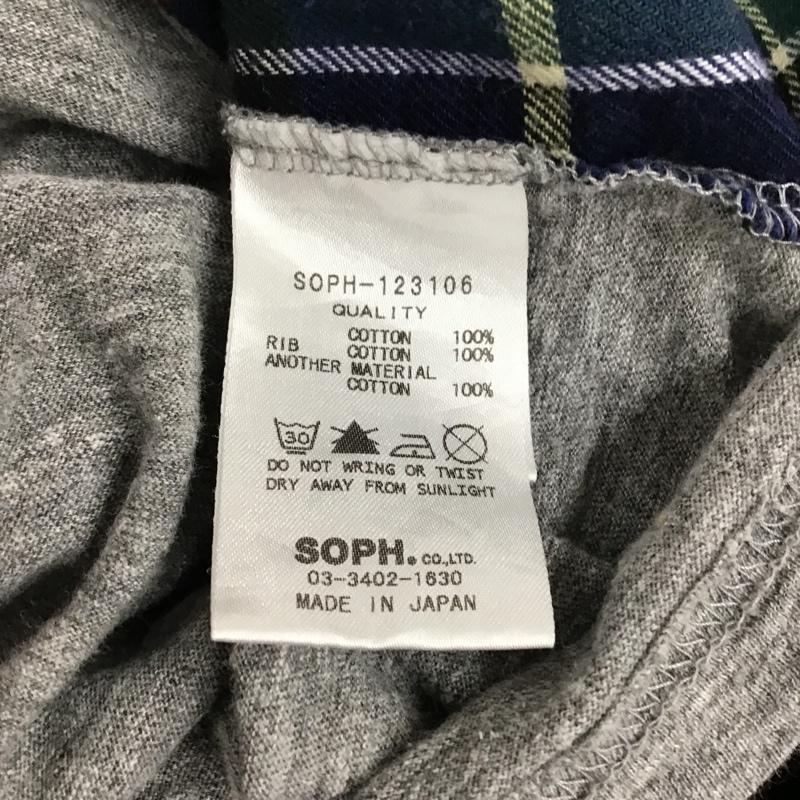 SOPH-123106
QUALITY
COTTON 100%
RIB COTTON 100%
ANOTHER MATERIAL
COTTON 100%
30
DO NOT WRING OR TWIST
DRY AWAY FROM SUNLIGHT
SOPH. CO.,LTD.
03-3402-1630
MADE IN JAPAN